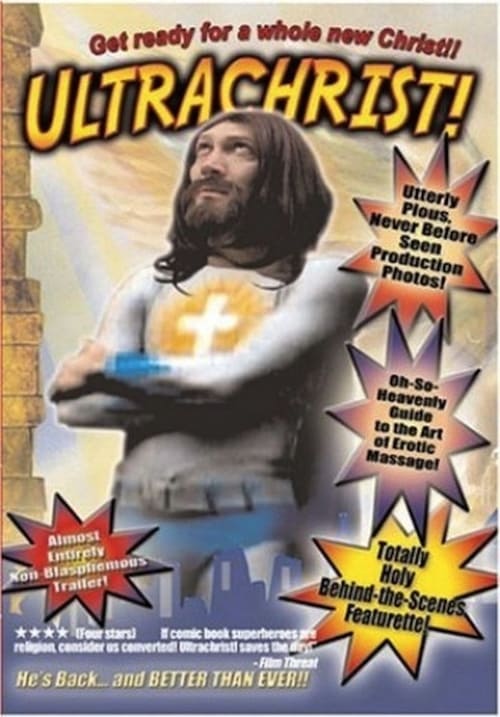 Get ready for a whole new Christ!!
ULTRACHRIST!
Utterly
Pious,
Never Before
Seen
Production
Photos!
Oh-So-
Heavenly
Guide
to the Art
of Erotic
Massage!
Almost
Entirely
Non-Blasphemous
Trailer!
Totally
Holy
Behind-the-Scenes
Featurette!
★★★★ (Four stars) If comic book superheroes are
religion, consider us converted! Ultrachrist! saves the day!"
- Film Threat
He's Back... and BETTER THAN EVER!!